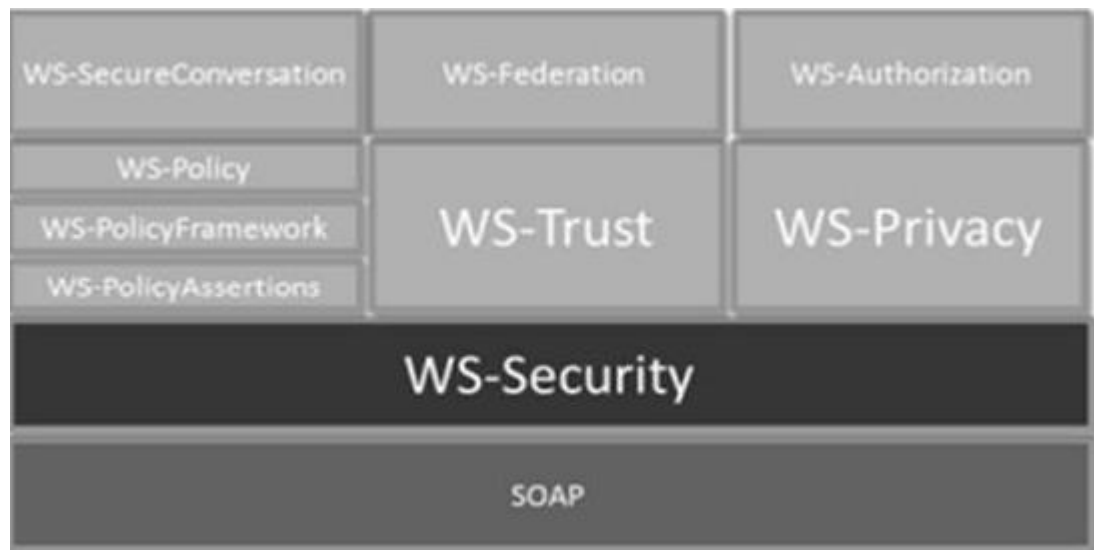 WS-SecureConversation
WS-Federation
WS-Authorization
WS-Policy
WS-PolicyFramework
WS-PolicyAssertions
WS-Trust
WS-Privacy
WS-Security
SOAP